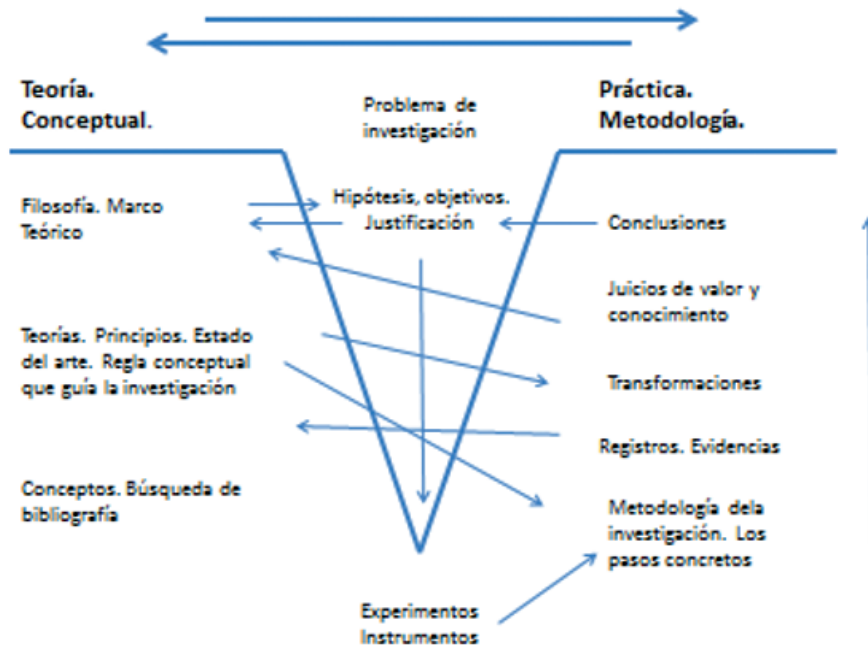 Teoría.
Conceptual.
Problema de
investigación
Práctica.
Metodología.
Filosofía. Marco
Teórico
Hipótesis, objetivos.
Justificación
Conclusiones
Juicios de valor y
conocimiento
Teorías. Principios. Estado
del arte. Regla conceptual
que guía la investigación
Transformaciones
Registros. Evidencias
Conceptos. Búsqueda de
bibliografía
Metodología dela
investigación. Los
pasos concretos
Experimentos
Instrumentos